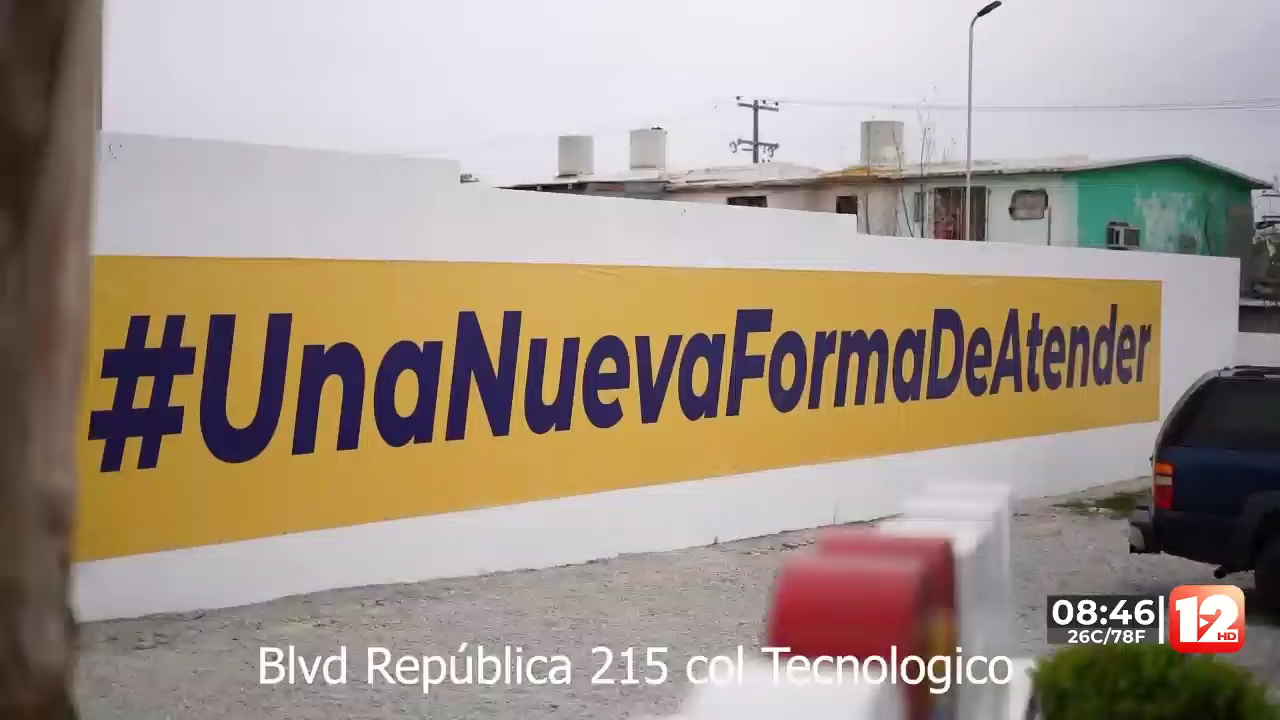 #UnaNuevaFormaDeAtender
08:46
26C/78F
12
HD
Blvd República 215 col Tecnologico